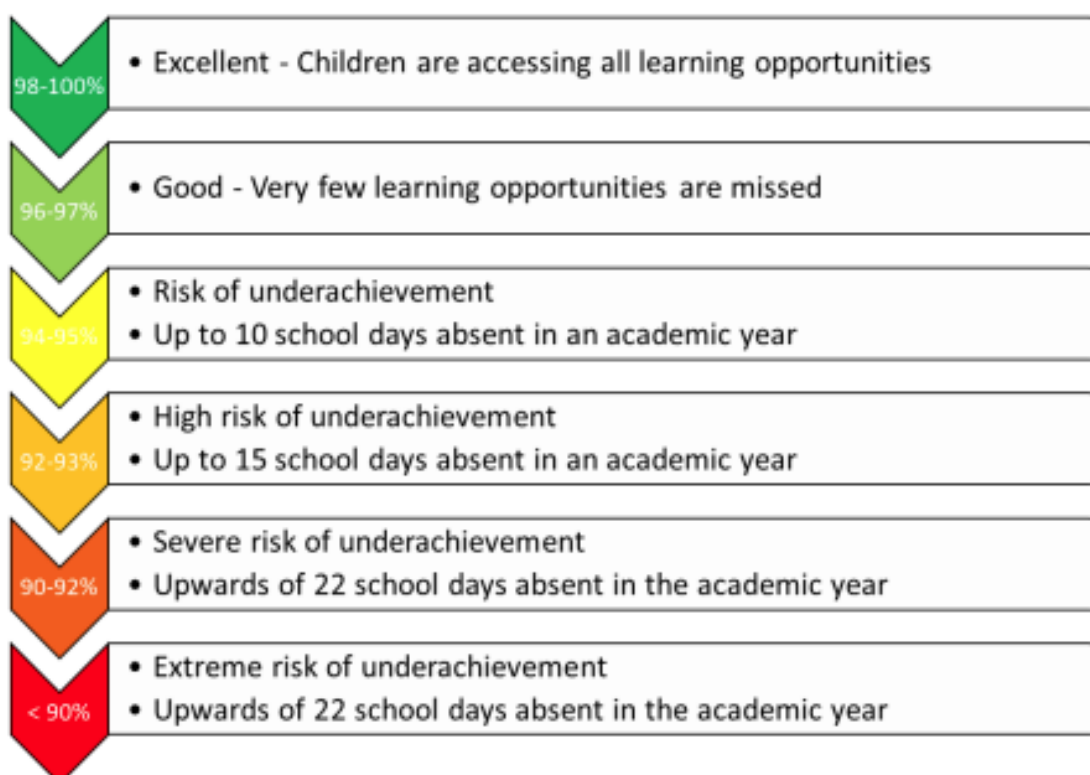 98-100%
• Excellent - Children are accessing all learning opportunities
96-97%
• Good - Very few learning opportunities are missed
94-95%
• Risk of underachievement
• Up to 10 school days absent in an academic year
92-93%
• High risk of underachievement
• Up to 15 school days absent in an academic year
90-92%
• Severe risk of underachievement
• Upwards of 22 school days absent in the academic year
< 90%
• Extreme risk of underachievement
• Upwards of 22 school days absent in the academic year